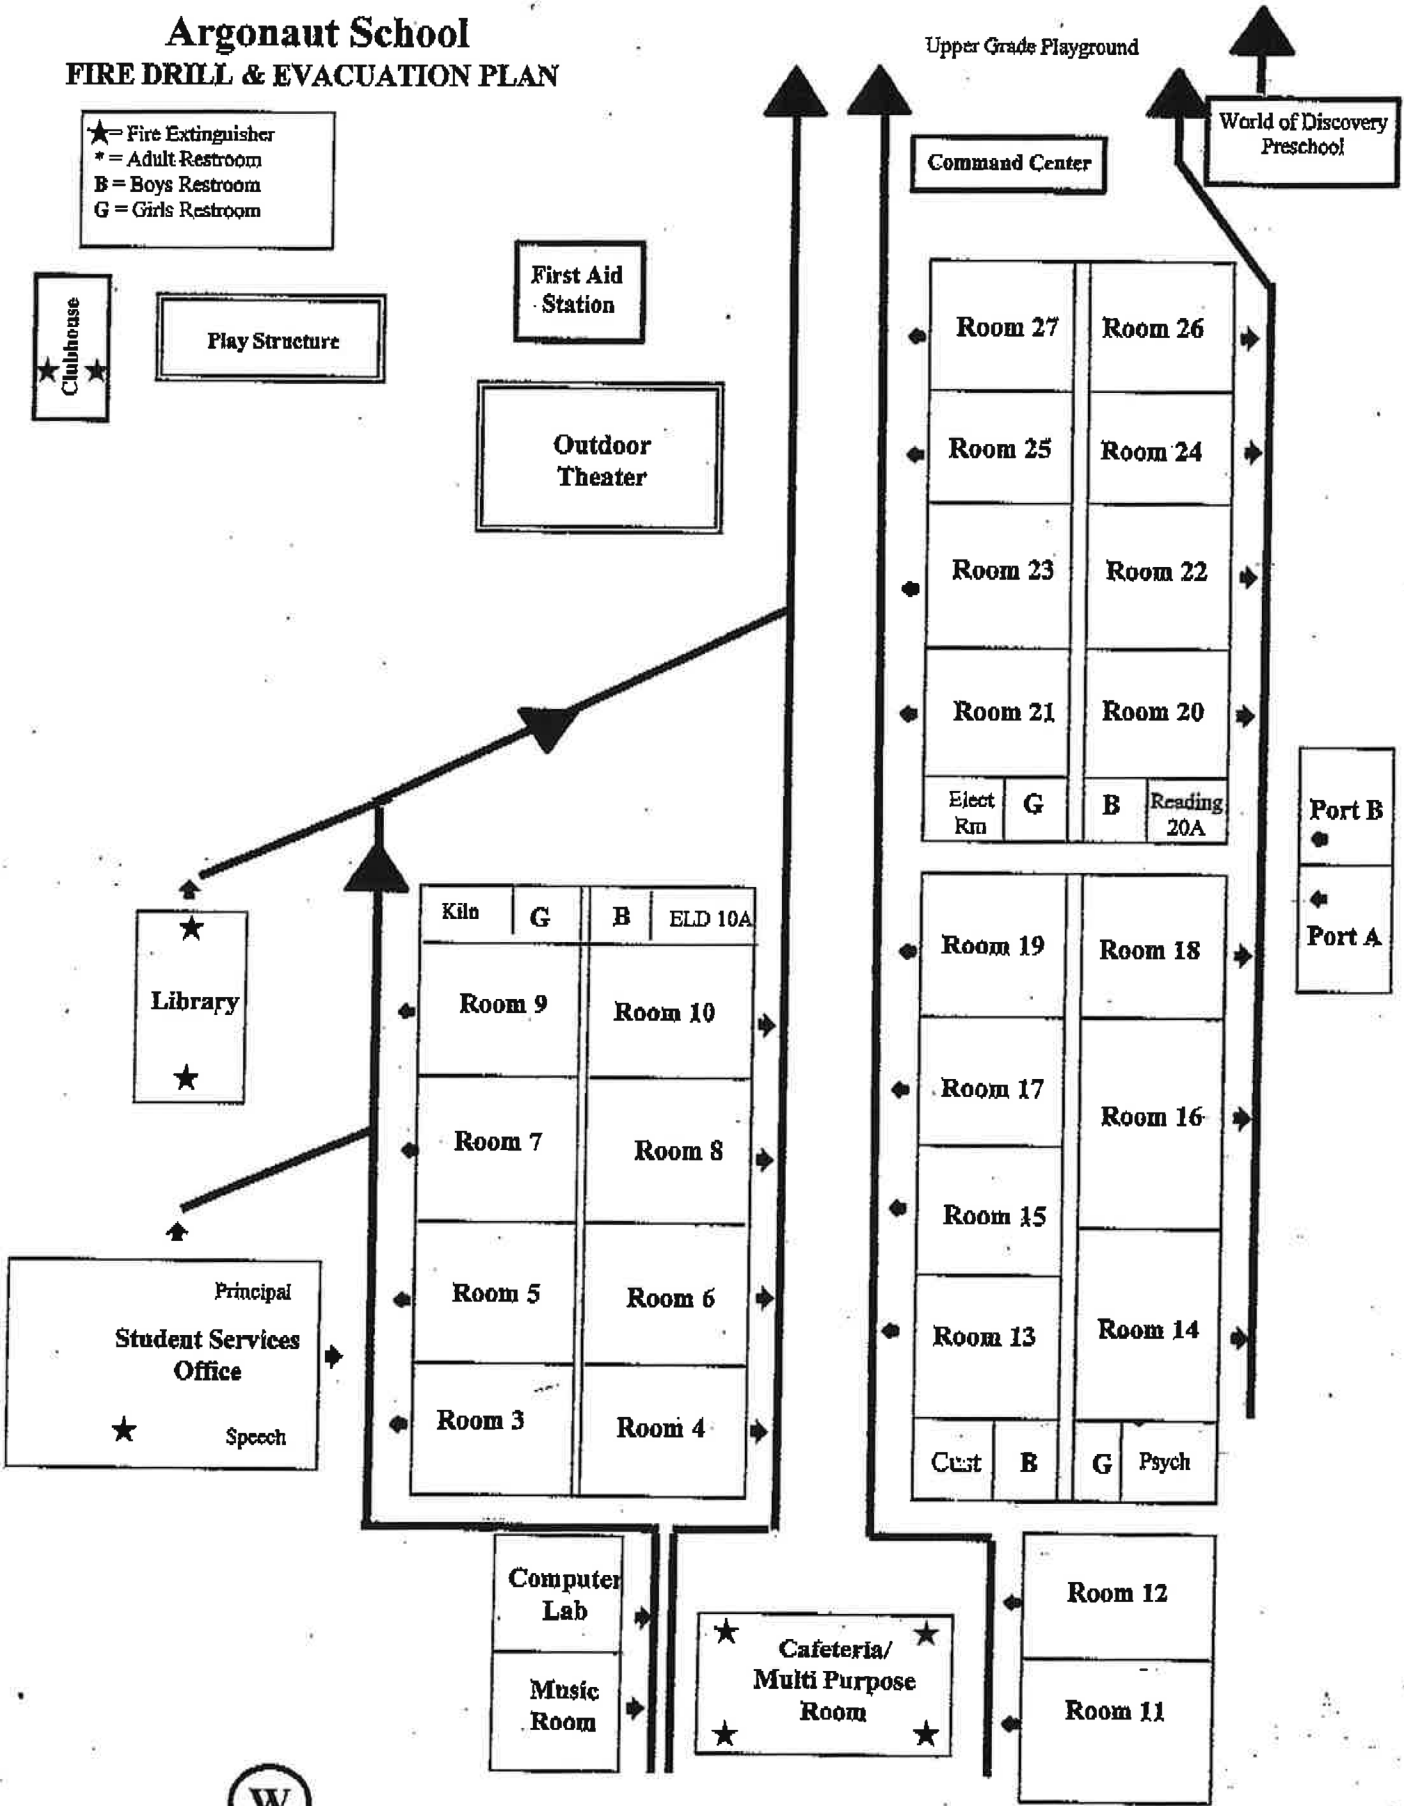 Argonaut School
FIRE DRILL & EVACUATION PLAN
★= Fire Extinguisher
* = Adult Restroom
B = Boys Restroom
G = Girls Restroom
Upper Grade Playground
World of Discovery
Preschool
Command Center
Clubhouse
Play Structure
First Aid
Station
Outdoor
Theater
Room 27
Room 26
Room 25
Room 24
Room 23
Room 22
Room 21
Room 20
Elect
Rm
G
B
Reading
20A
Port B
Port A
Kiln
G
B
ELD 10A
Room 9
Room 10
Room 7
Room 8
Room 5
Room 6
Room 3
Room 4
Library
Principal
Student Services
Office
Speech
Room 19
Room 18
Room 17
Room 16
Room 15
Room 14
Room 13
Cust
B
G
Psych
Computer
Lab
Music
Room
Cafeteria/
Multi Purpose
Room
Room 12
Room 11
W